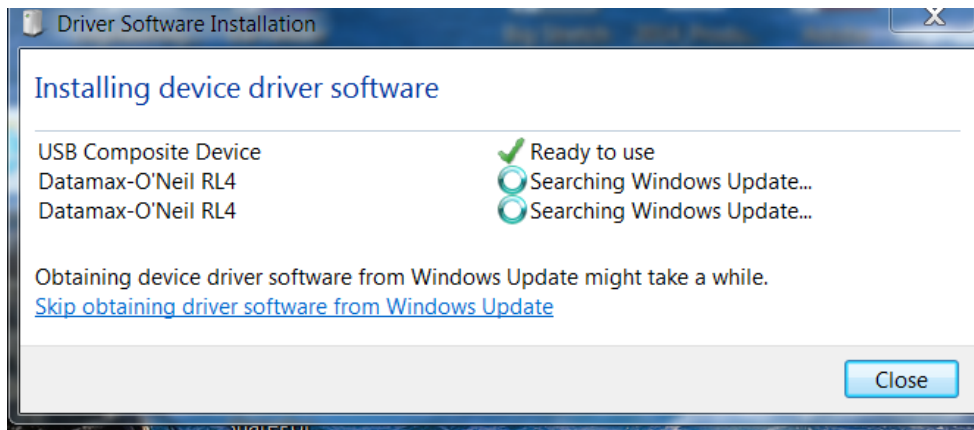 Driver Software Installation
Installing device driver software
USB Composite Device Ready to use
Datamax-O'Neil RL4 Searching Windows Update...
Datamax-O'Neil RL4 Searching Windows Update...
Obtaining device driver software from Windows Update might take a while.
Skip obtaining driver software from Windows Update
Close